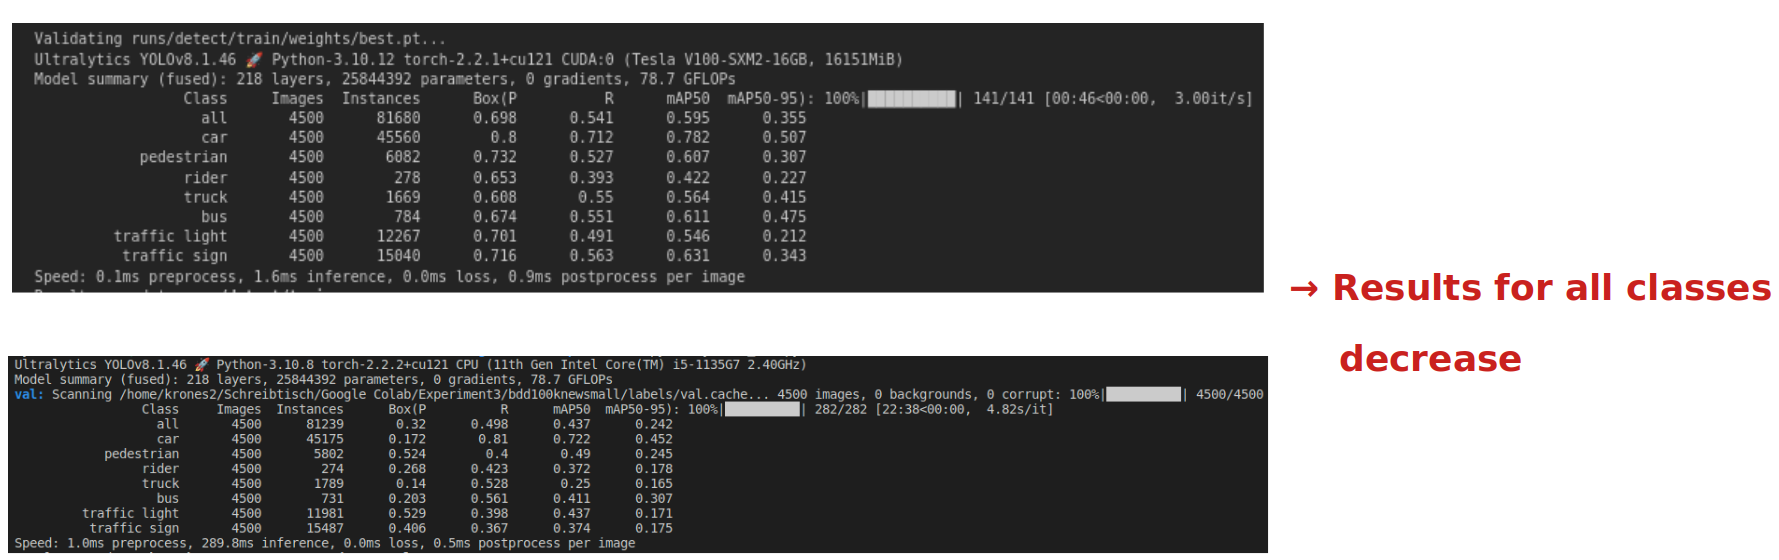 Validating runs/detect/train/weights/best.pt...
Ultralytics YOLOv8.1.46 🚀 Python-3.10.12 torch-2.2.1+cu121 CUDA:0 (Tesla V100-SXM2-16GB, 16151MiB)
Model summary (fused): 218 layers, 25844392 parameters, 0 gradients, 78.7 GFLOPs
Class Images Instances Box(P R mAP50 mAP50-95): 100%|██████████| 141/141 [00:46<00:00, 3.00it/s]
all 4500 81680 0.698 0.541 0.595 0.355
car 4500 45560 0.8 0.712 0.782 0.507
pedestrian 4500 6082 0.732 0.527 0.607 0.307
rider 4500 278 0.653 0.393 0.422 0.227
truck 4500 1669 0.608 0.55 0.564 0.415
bus 4500 784 0.674 0.551 0.611 0.475
traffic light 4500 12267 0.701 0.491 0.546 0.212
traffic sign 4500 15040 0.716 0.563 0.631 0.343
Speed: 0.1ms preprocess, 1.6ms inference, 0.0ms loss, 0.9ms postprocess per image
→ Results for all classes
decrease
Ultralytics YOLOv8.1.46 🚀 Python-3.10.8 torch-2.2.2+cu121 CPU (11th Gen Intel Core(TM) i5-1135G7 2.40GHz)
Model summary (fused): 218 layers, 25844392 parameters, 0 gradients, 78.7 GFLOPs
val: Scanning /home/krones2/Schreibtisch/Google Colab/Experiment3/bdd100knewsmall/labels/val.cache... 4500 images, 0 backgrounds, 0 corrupt: 100%|██████████| 4500/4500
Class Images Instances Box(P R mAP50 mAP50-95): 100%|██████████| 282/282 [22:38<00:00, 4.82s/it]
all 4500 81239 0.32 0.498 0.437 0.242
car 4500 45175 0.172 0.81 0.722 0.452
pedestrian 4500 5802 0.524 0.4 0.49 0.245
rider 4500 274 0.268 0.423 0.372 0.178
truck 4500 1789 0.14 0.528 0.25 0.165
bus 4500 731 0.203 0.561 0.411 0.307
traffic light 4500 11981 0.529 0.398 0.437 0.171
traffic sign 4500 15487 0.406 0.367 0.374 0.175
Speed: 1.0ms preprocess, 289.8ms inference, 0.0ms loss, 0.5ms postprocess per image